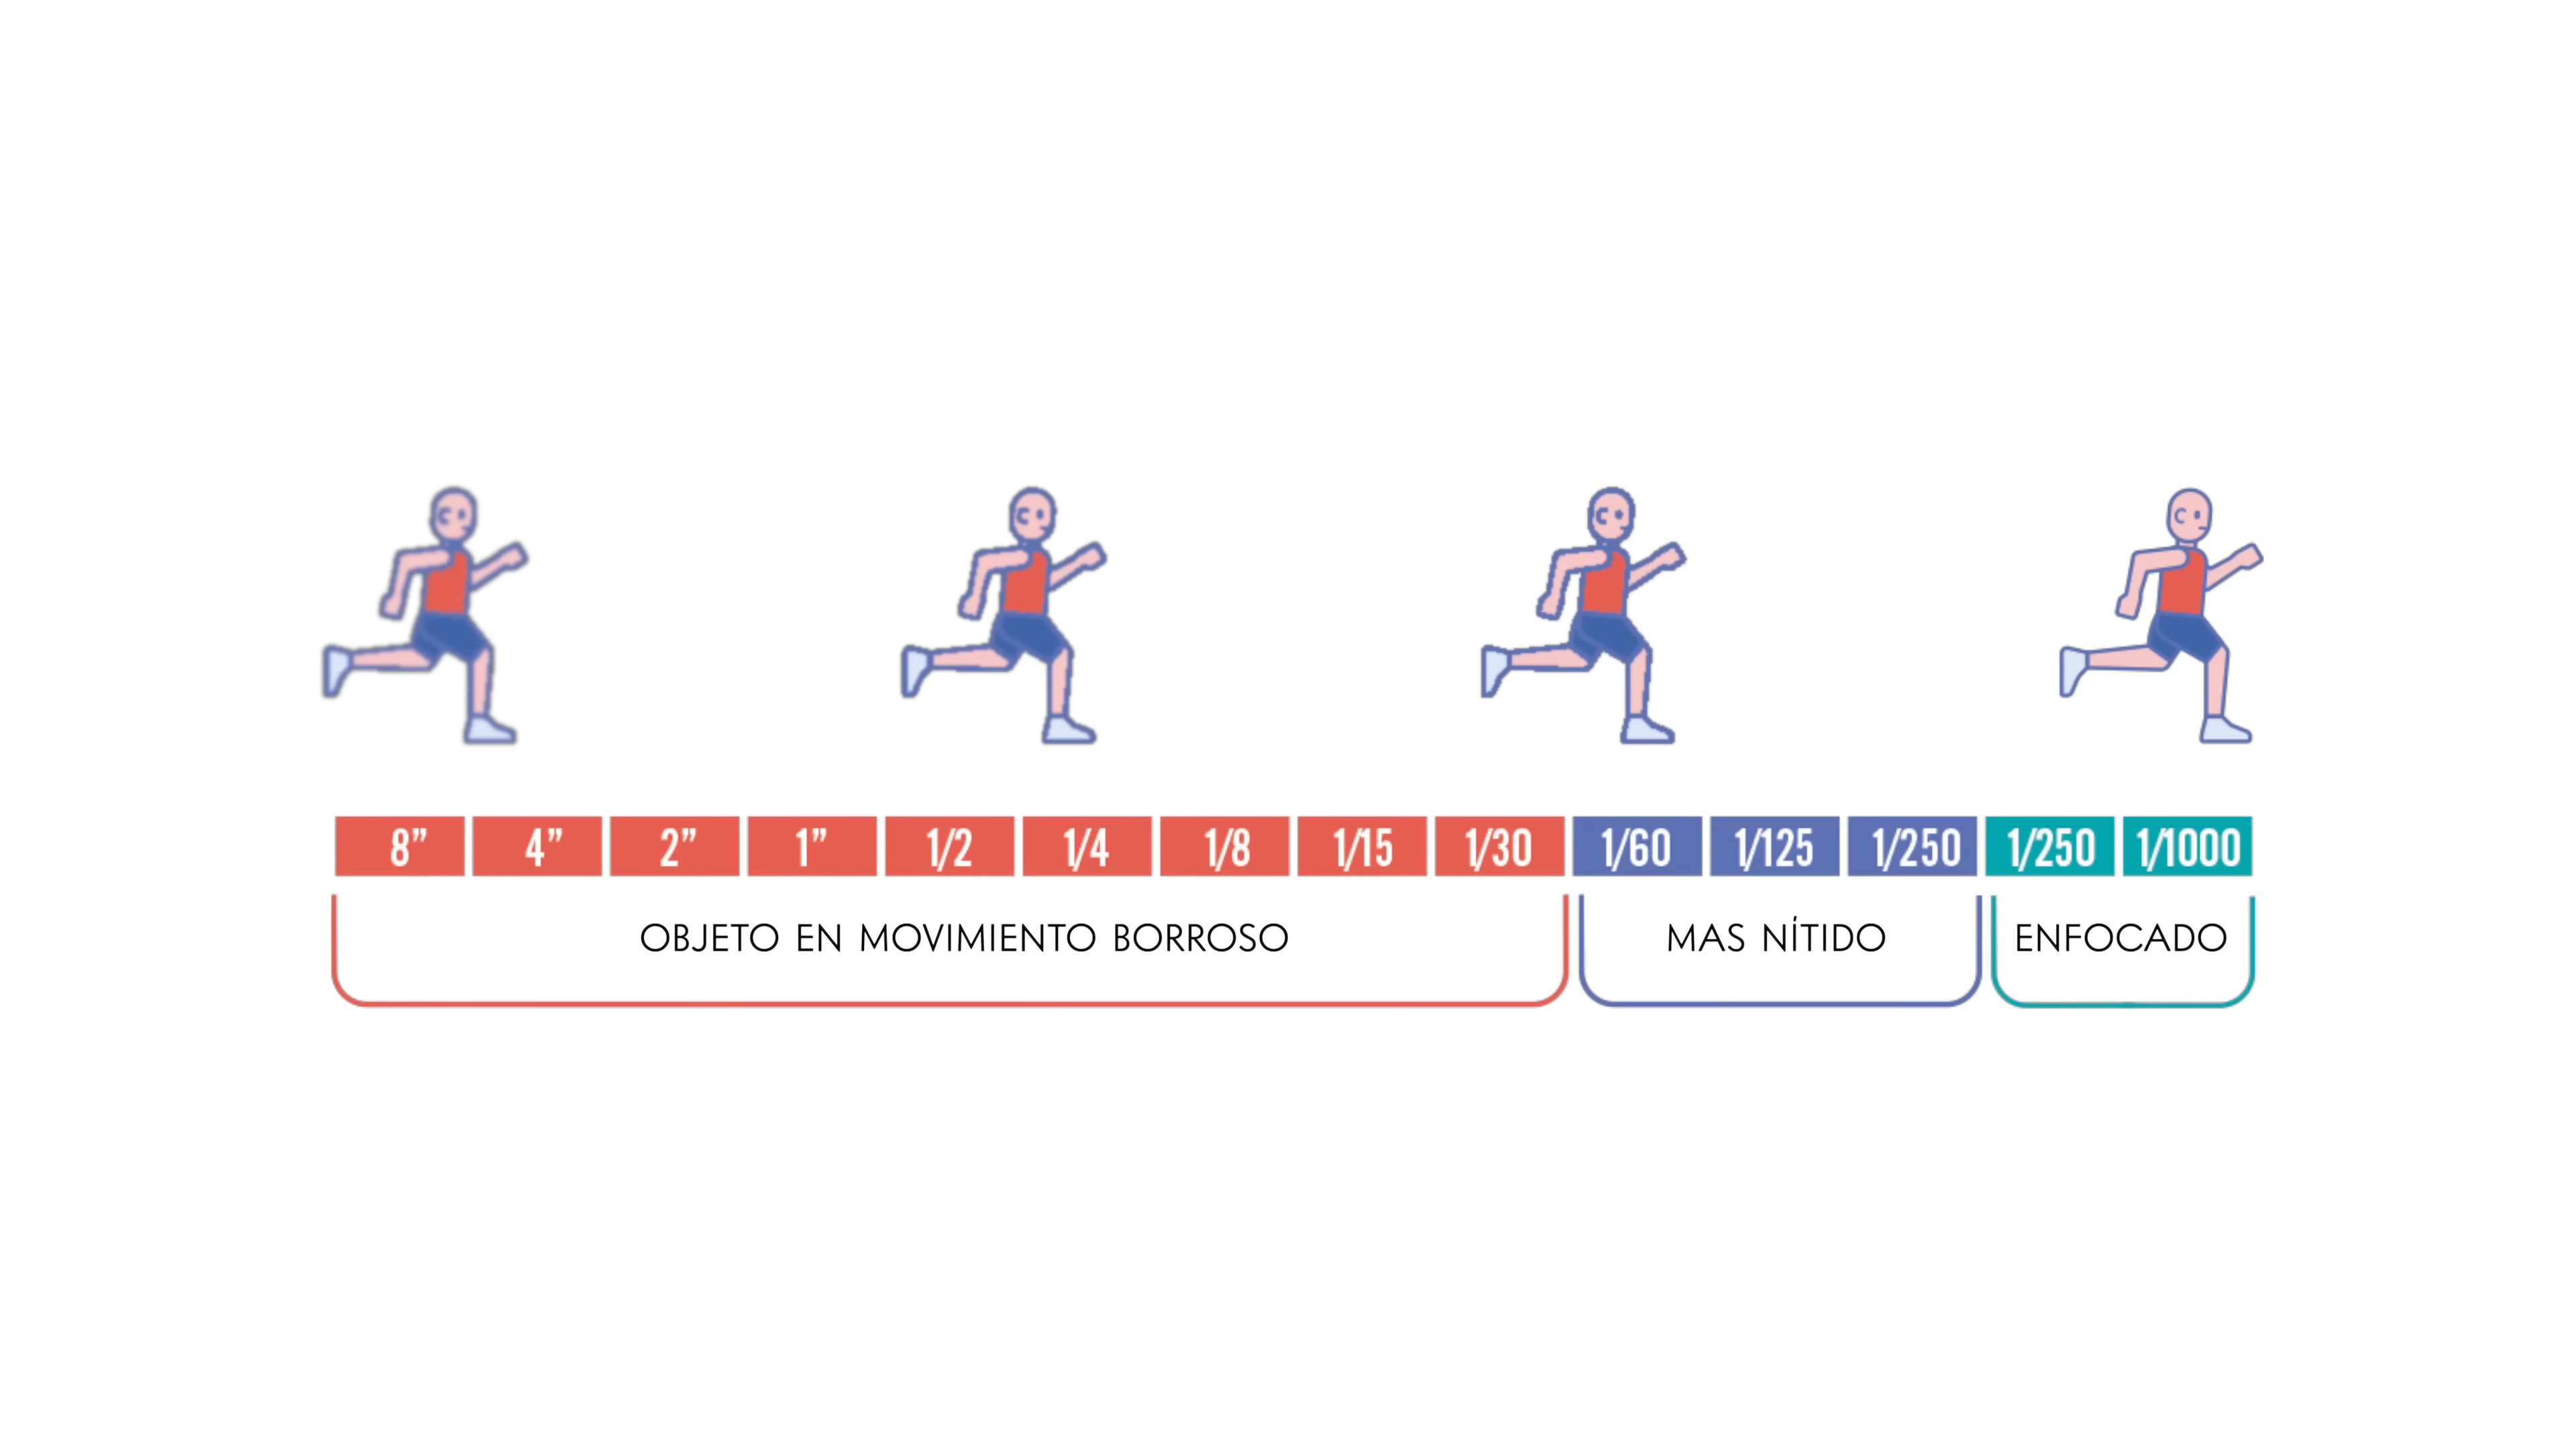 8” 4” 2” 1” 1/2 1/4 1/8 1/15 1/30 1/60 1/125 1/250 1/250 1/1000
OBJETO EN MOVIMIENTO BORROSO MAS NÍTIDO ENFOCADO